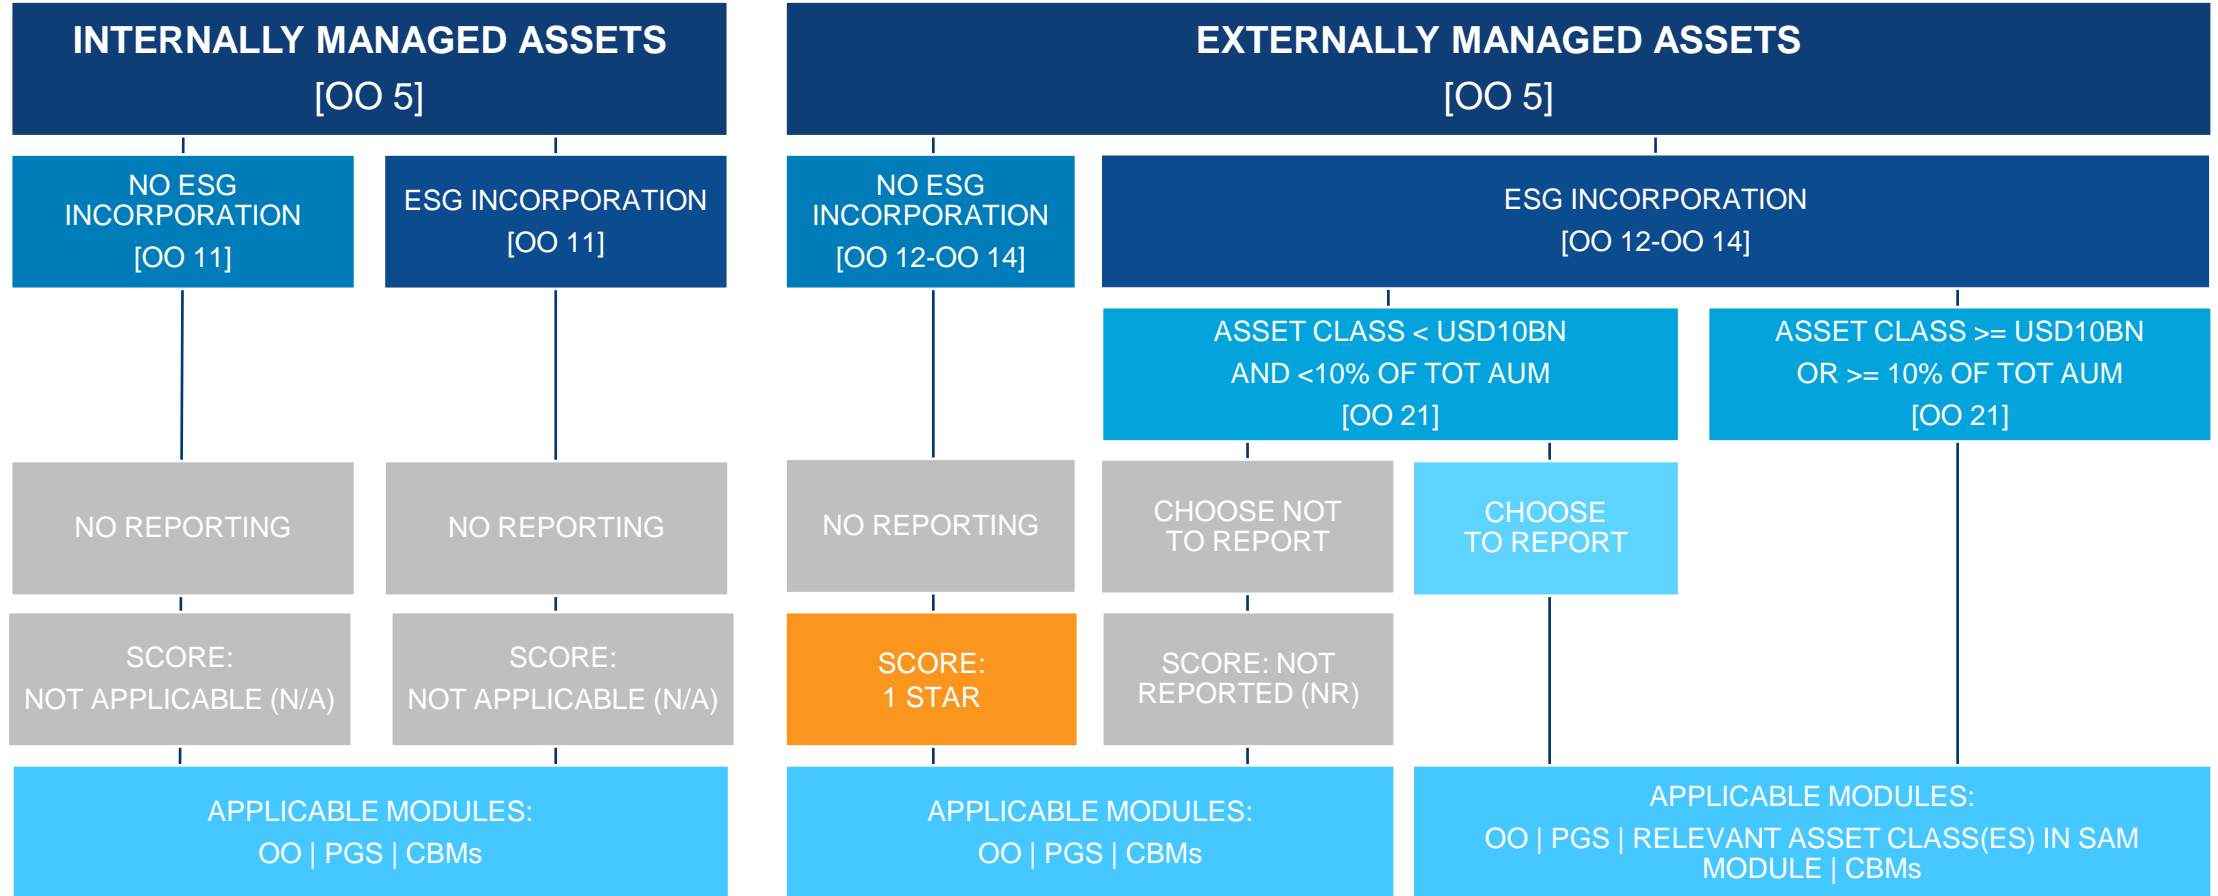 INTERNALLY MANAGED ASSETS
[OO 5]
EXTERNALLY MANAGED ASSETS
[OO 5]
NO ESG
INCORPORATION
[OO 11]
ESG INCORPORATION
[OO 11]
NO ESG
INCORPORATION
[OO 12-OO 14]
ESG INCORPORATION
[OO 12-OO 14]
ASSET CLASS < USD10BN
AND <10% OF TOT AUM
[OO 21]
ASSET CLASS >= USD10BN
OR >= 10% OF TOT AUM
[OO 21]
NO REPORTING
NO REPORTING
NO REPORTING
CHOOSE NOT
TO REPORT
CHOOSE
TO REPORT
SCORE:
NOT APPLICABLE (N/A)
SCORE:
NOT APPLICABLE (N/A)
SCORE:
1 STAR
SCORE: NOT
REPORTED (NR)
APPLICABLE MODULES:
OO | PGS | CBMs
APPLICABLE MODULES:
OO | PGS | CBMs
APPLICABLE MODULES:
OO | PGS | RELEVANT ASSET CLASS(ES) IN SAM
MODULE | CBMs